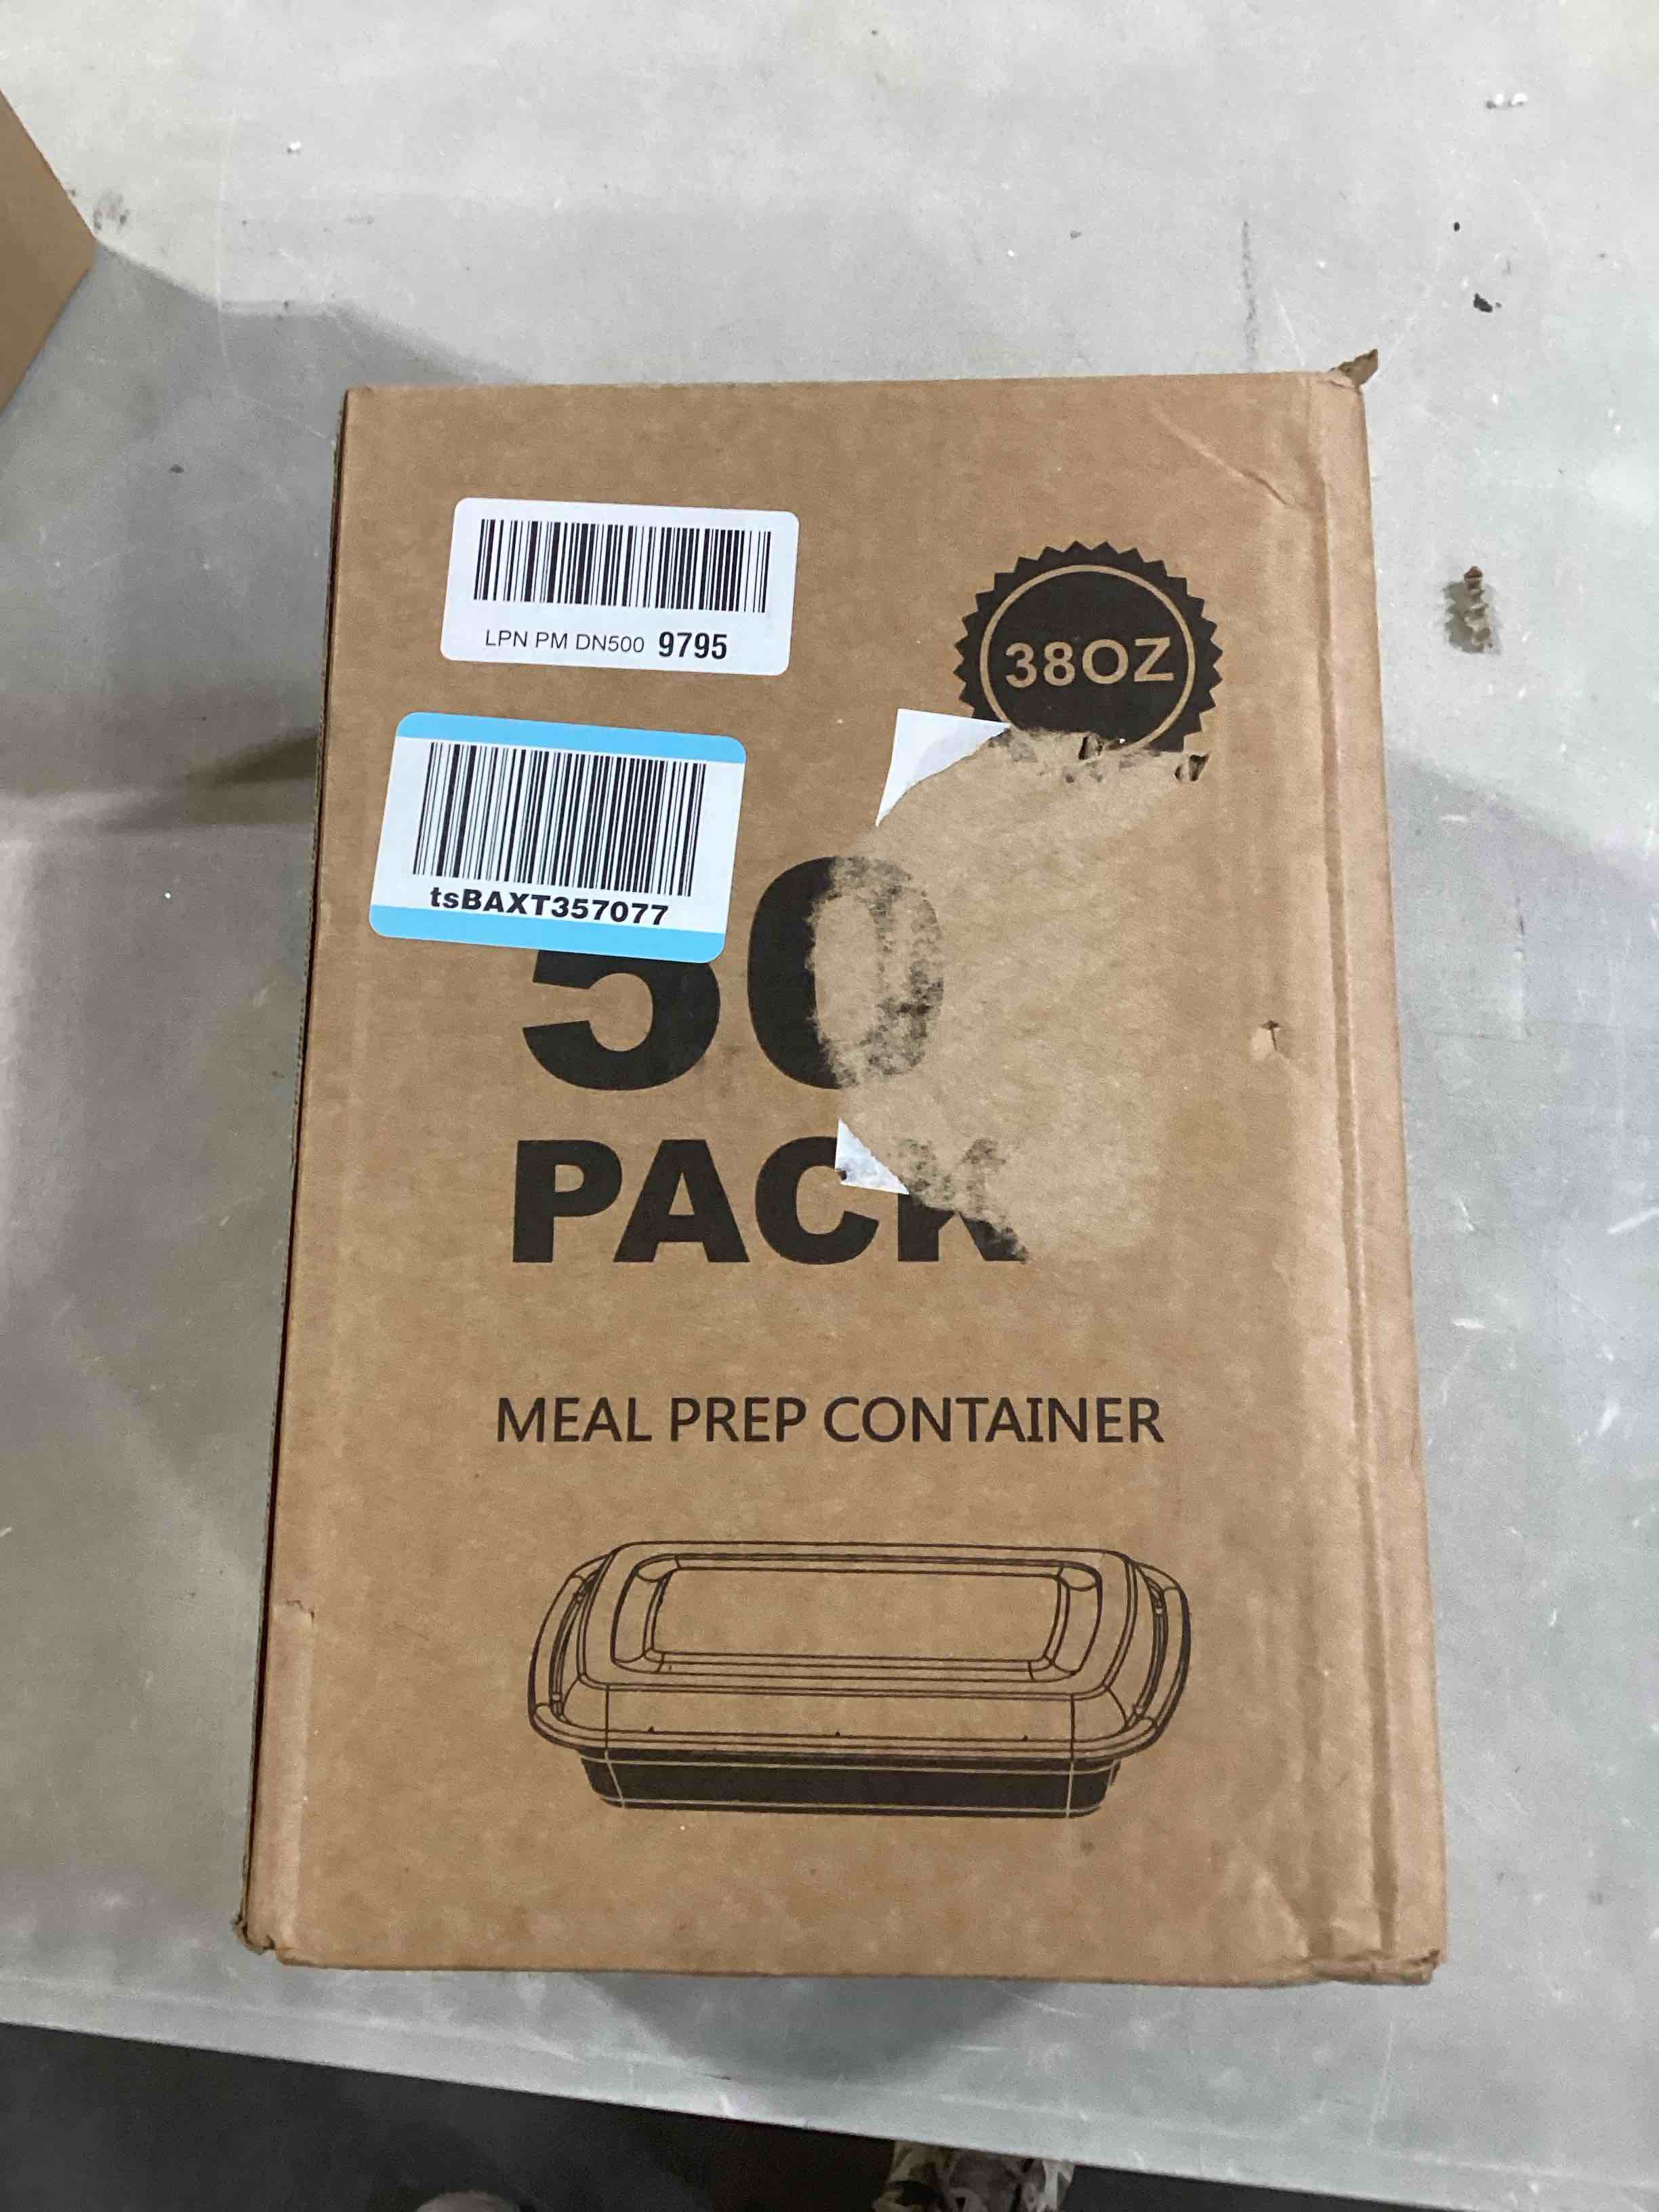 LPN PM DN500 9795
38OZ
tsBAXT357077
50
PACK
MEAL PREP CONTAINER